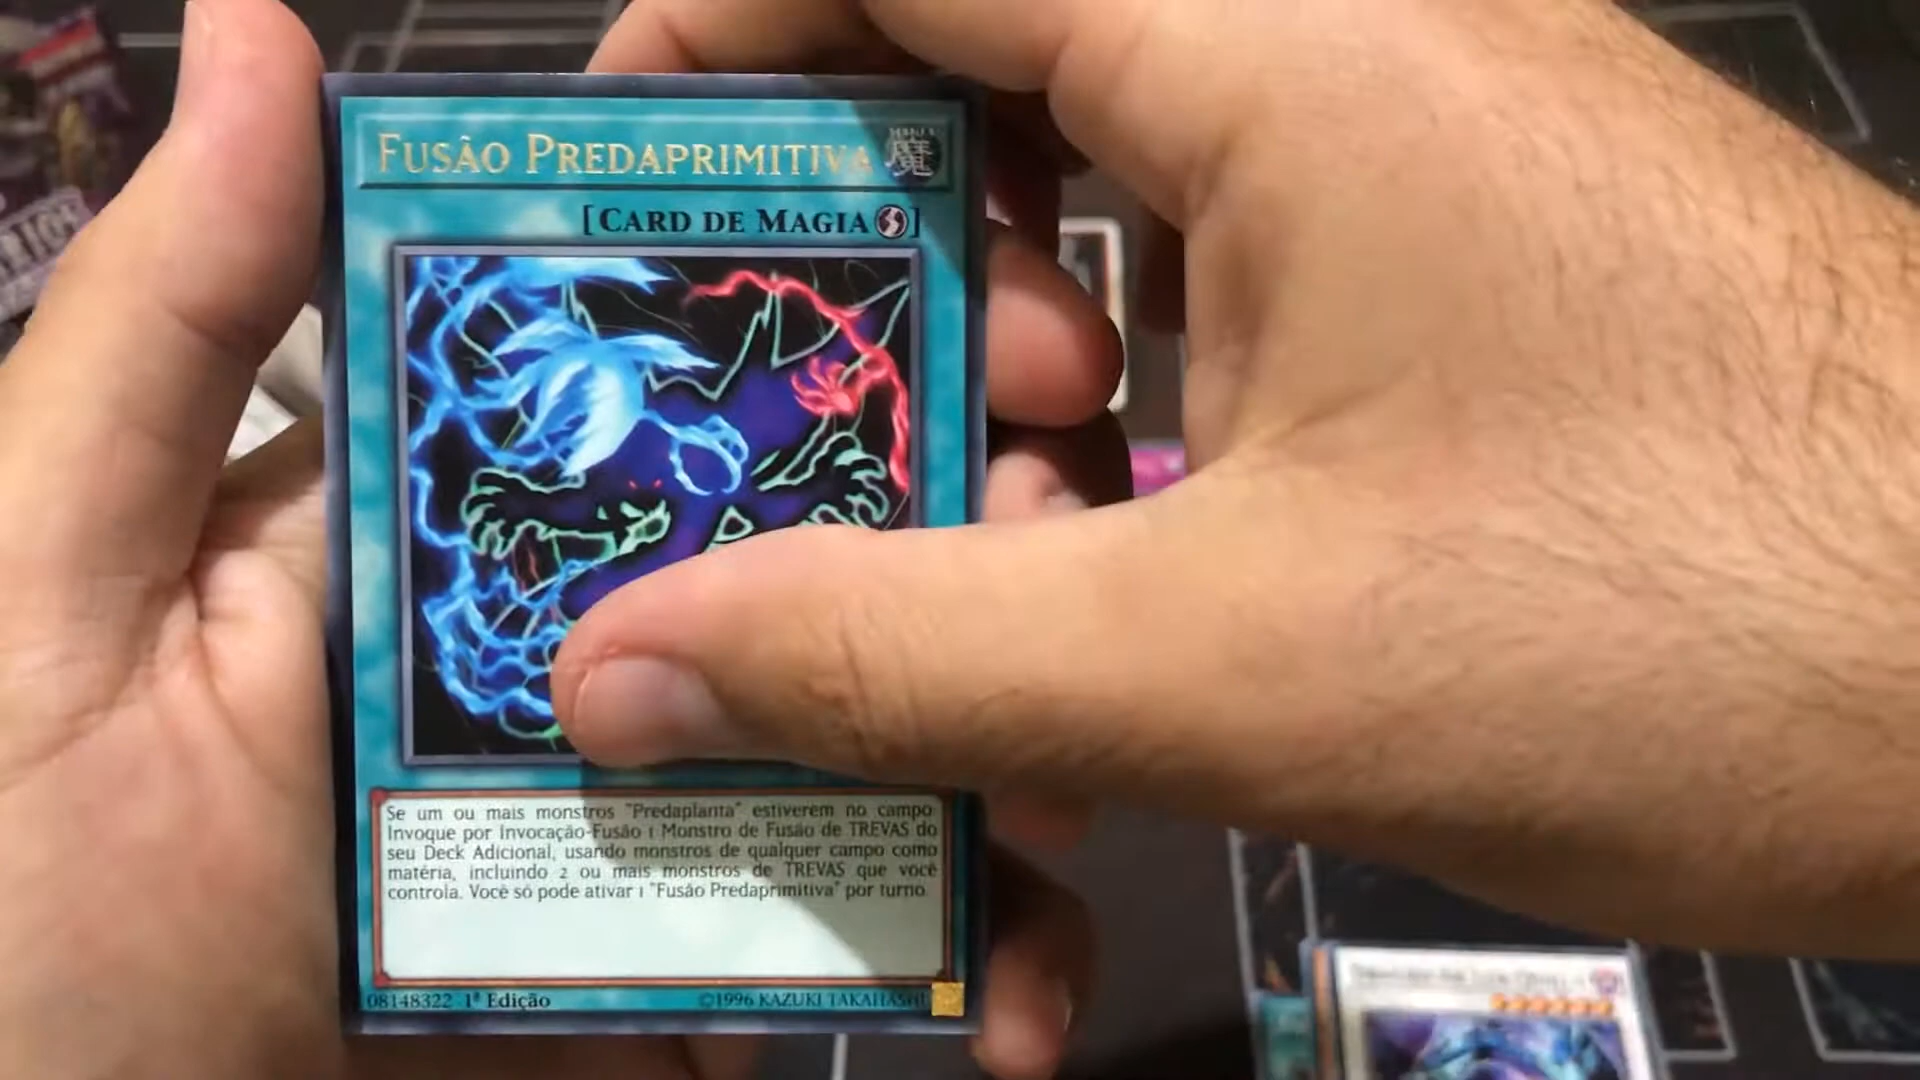 FUSÃO PREDAPRIMITIVA
魔
[CARD DE MAGIA]
Se um ou mais monstros "Predaplanta" estiverem no campo:
Invoque por Invocação-Fusão 1 Monstro de Fusão de TREVAS do
seu Deck Adicional, usando monstros de qualquer campo como
matéria, incluindo 2 ou mais monstros de TREVAS que você
controla. Você só pode ativar 1 "Fusão Predaprimitiva" por turno.
08148322 1ª Edição
©1996 KAZUKI TAKAHASHI